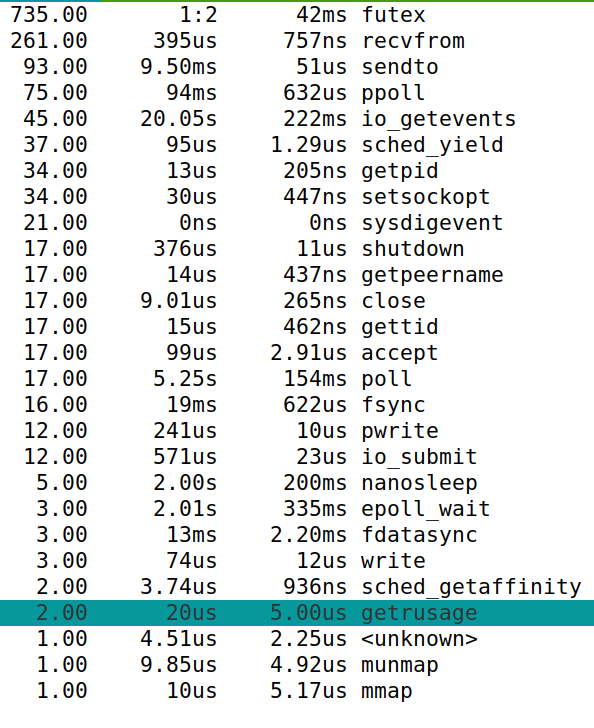 735.00 1:2 42ms futex
261.00 395us 757ns recvfrom
93.00 9.50ms 51us sendto
75.00 94ms 632us ppoll
45.00 20.05s 222ms io_getevents
37.00 95us 1.29us sched_yield
34.00 13us 205ns getpid
34.00 30us 447ns setsockopt
21.00 0ns 0ns sysdigevent
17.00 376us 11us shutdown
17.00 14us 437ns getpeername
17.00 9.01us 265ns close
17.00 15us 462ns gettid
17.00 99us 2.91us accept
17.00 5.25s 154ms poll
16.00 19ms 622us fsync
12.00 241us 10us pwrite
12.00 571us 23us io_submit
5.00 2.00s 200ms nanosleep
3.00 2.01s 335ms epoll_wait
3.00 13ms 2.20ms fdatasync
3.00 74us 12us write
2.00 3.74us 936ns sched_getaffinity
2.00 20us 5.00us getrusage
1.00 4.51us 2.25us <unknown>
1.00 9.85us 4.92us munmap
1.00 10us 5.17us mmap